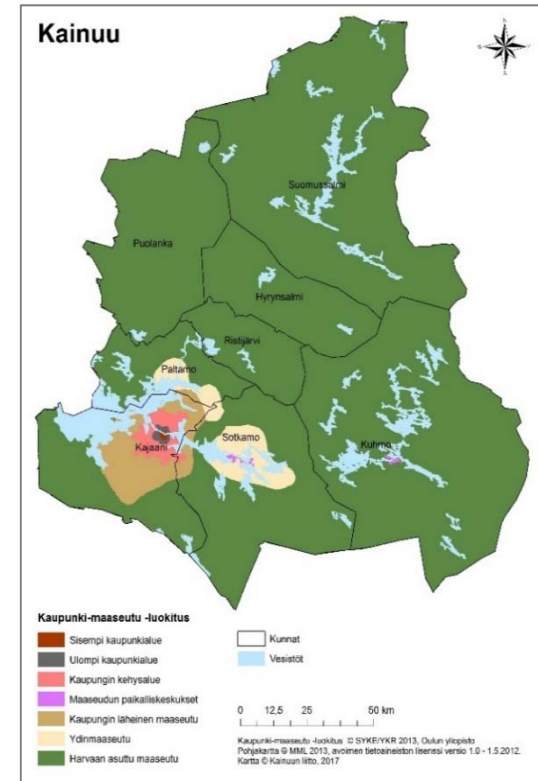 Kainuu
Suomussalmi
Puolanka
Hyrynsalmi
Ristijärvi
Paltamo
Sotkamo
Kajaani
Kuhmo
Kaupunki-maaseutu -luokitus
Sisempi kaupunkialue
Ulompi kaupunkialue
Kaupungin kehysalue
Maaseudun paikalliskeskukset
Kaupungin läheinen maaseutu
Ydinmaaseutu
Harvaan asuttu maaseutu
Kunnat
Vesistöt
0 12,5 25 50 km
Kaupunki-maaseutu -luokitus © SYKE/YKR 2013, Oulun yliopisto
Pohjakartta © MML 2013, avoimen tietoaineiston lisenssi versio 1.0 - 1.5.2012.
Kartta © Kainuun liitto, 2017